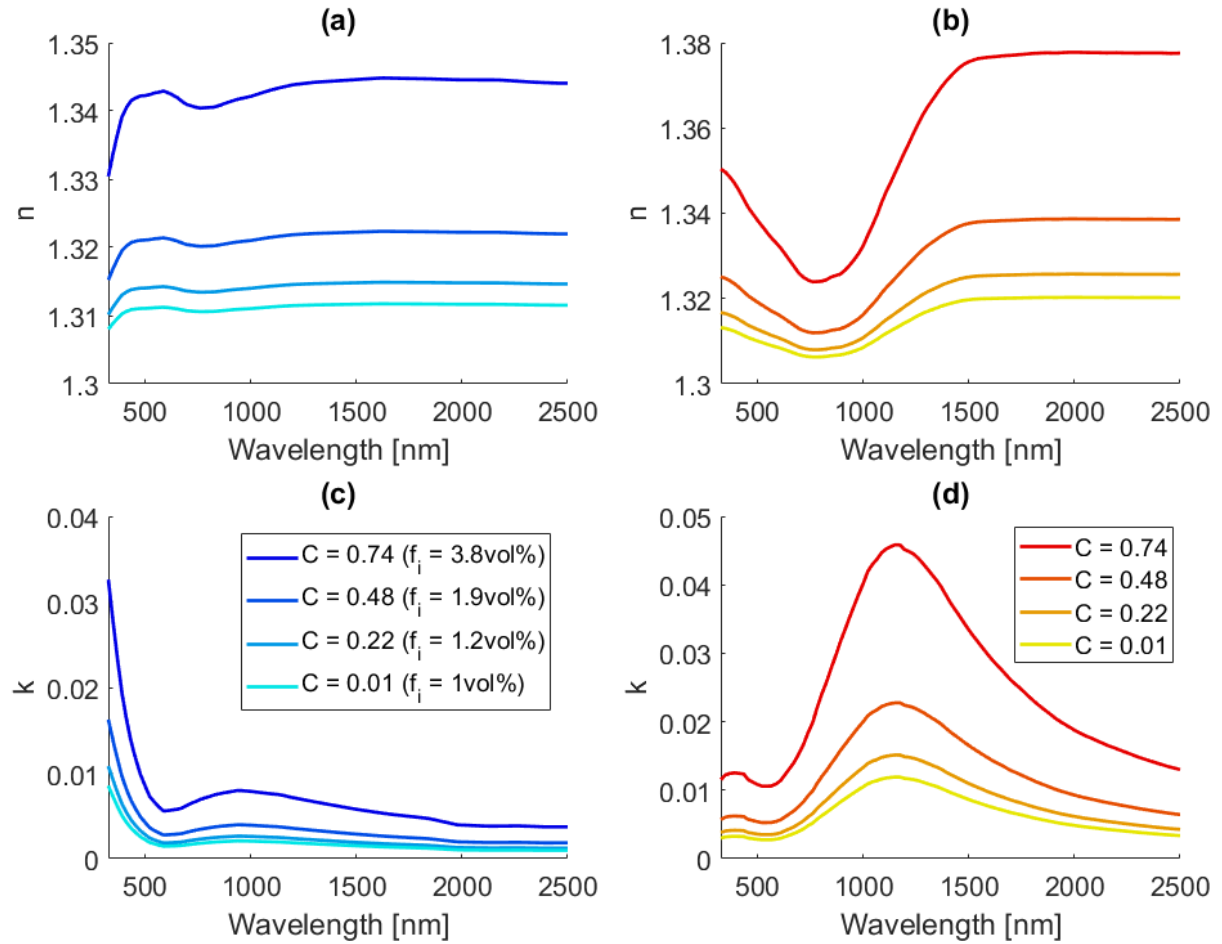 (a)
1.35
1.34
1.33
1.32
1.31
1.3
n
500 1000 1500 2000 2500
Wavelength [nm]
(b)
1.38
1.36
1.34
1.32
1.3
n
500 1000 1500 2000 2500
Wavelength [nm]
(c)
0.04
0.03
0.02
0.01
0
k
C = 0.74 (f_i = 3.8vol%)
C = 0.48 (f_i = 1.9vol%)
C = 0.22 (f_i = 1.2vol%)
C = 0.01 (f_i = 1vol%)
500 1000 1500 2000 2500
Wavelength [nm]
(d)
0.05
0.04
0.03
0.02
0.01
0
k
C = 0.74
C = 0.48
C = 0.22
C = 0.01
500 1000 1500 2000 2500
Wavelength [nm]